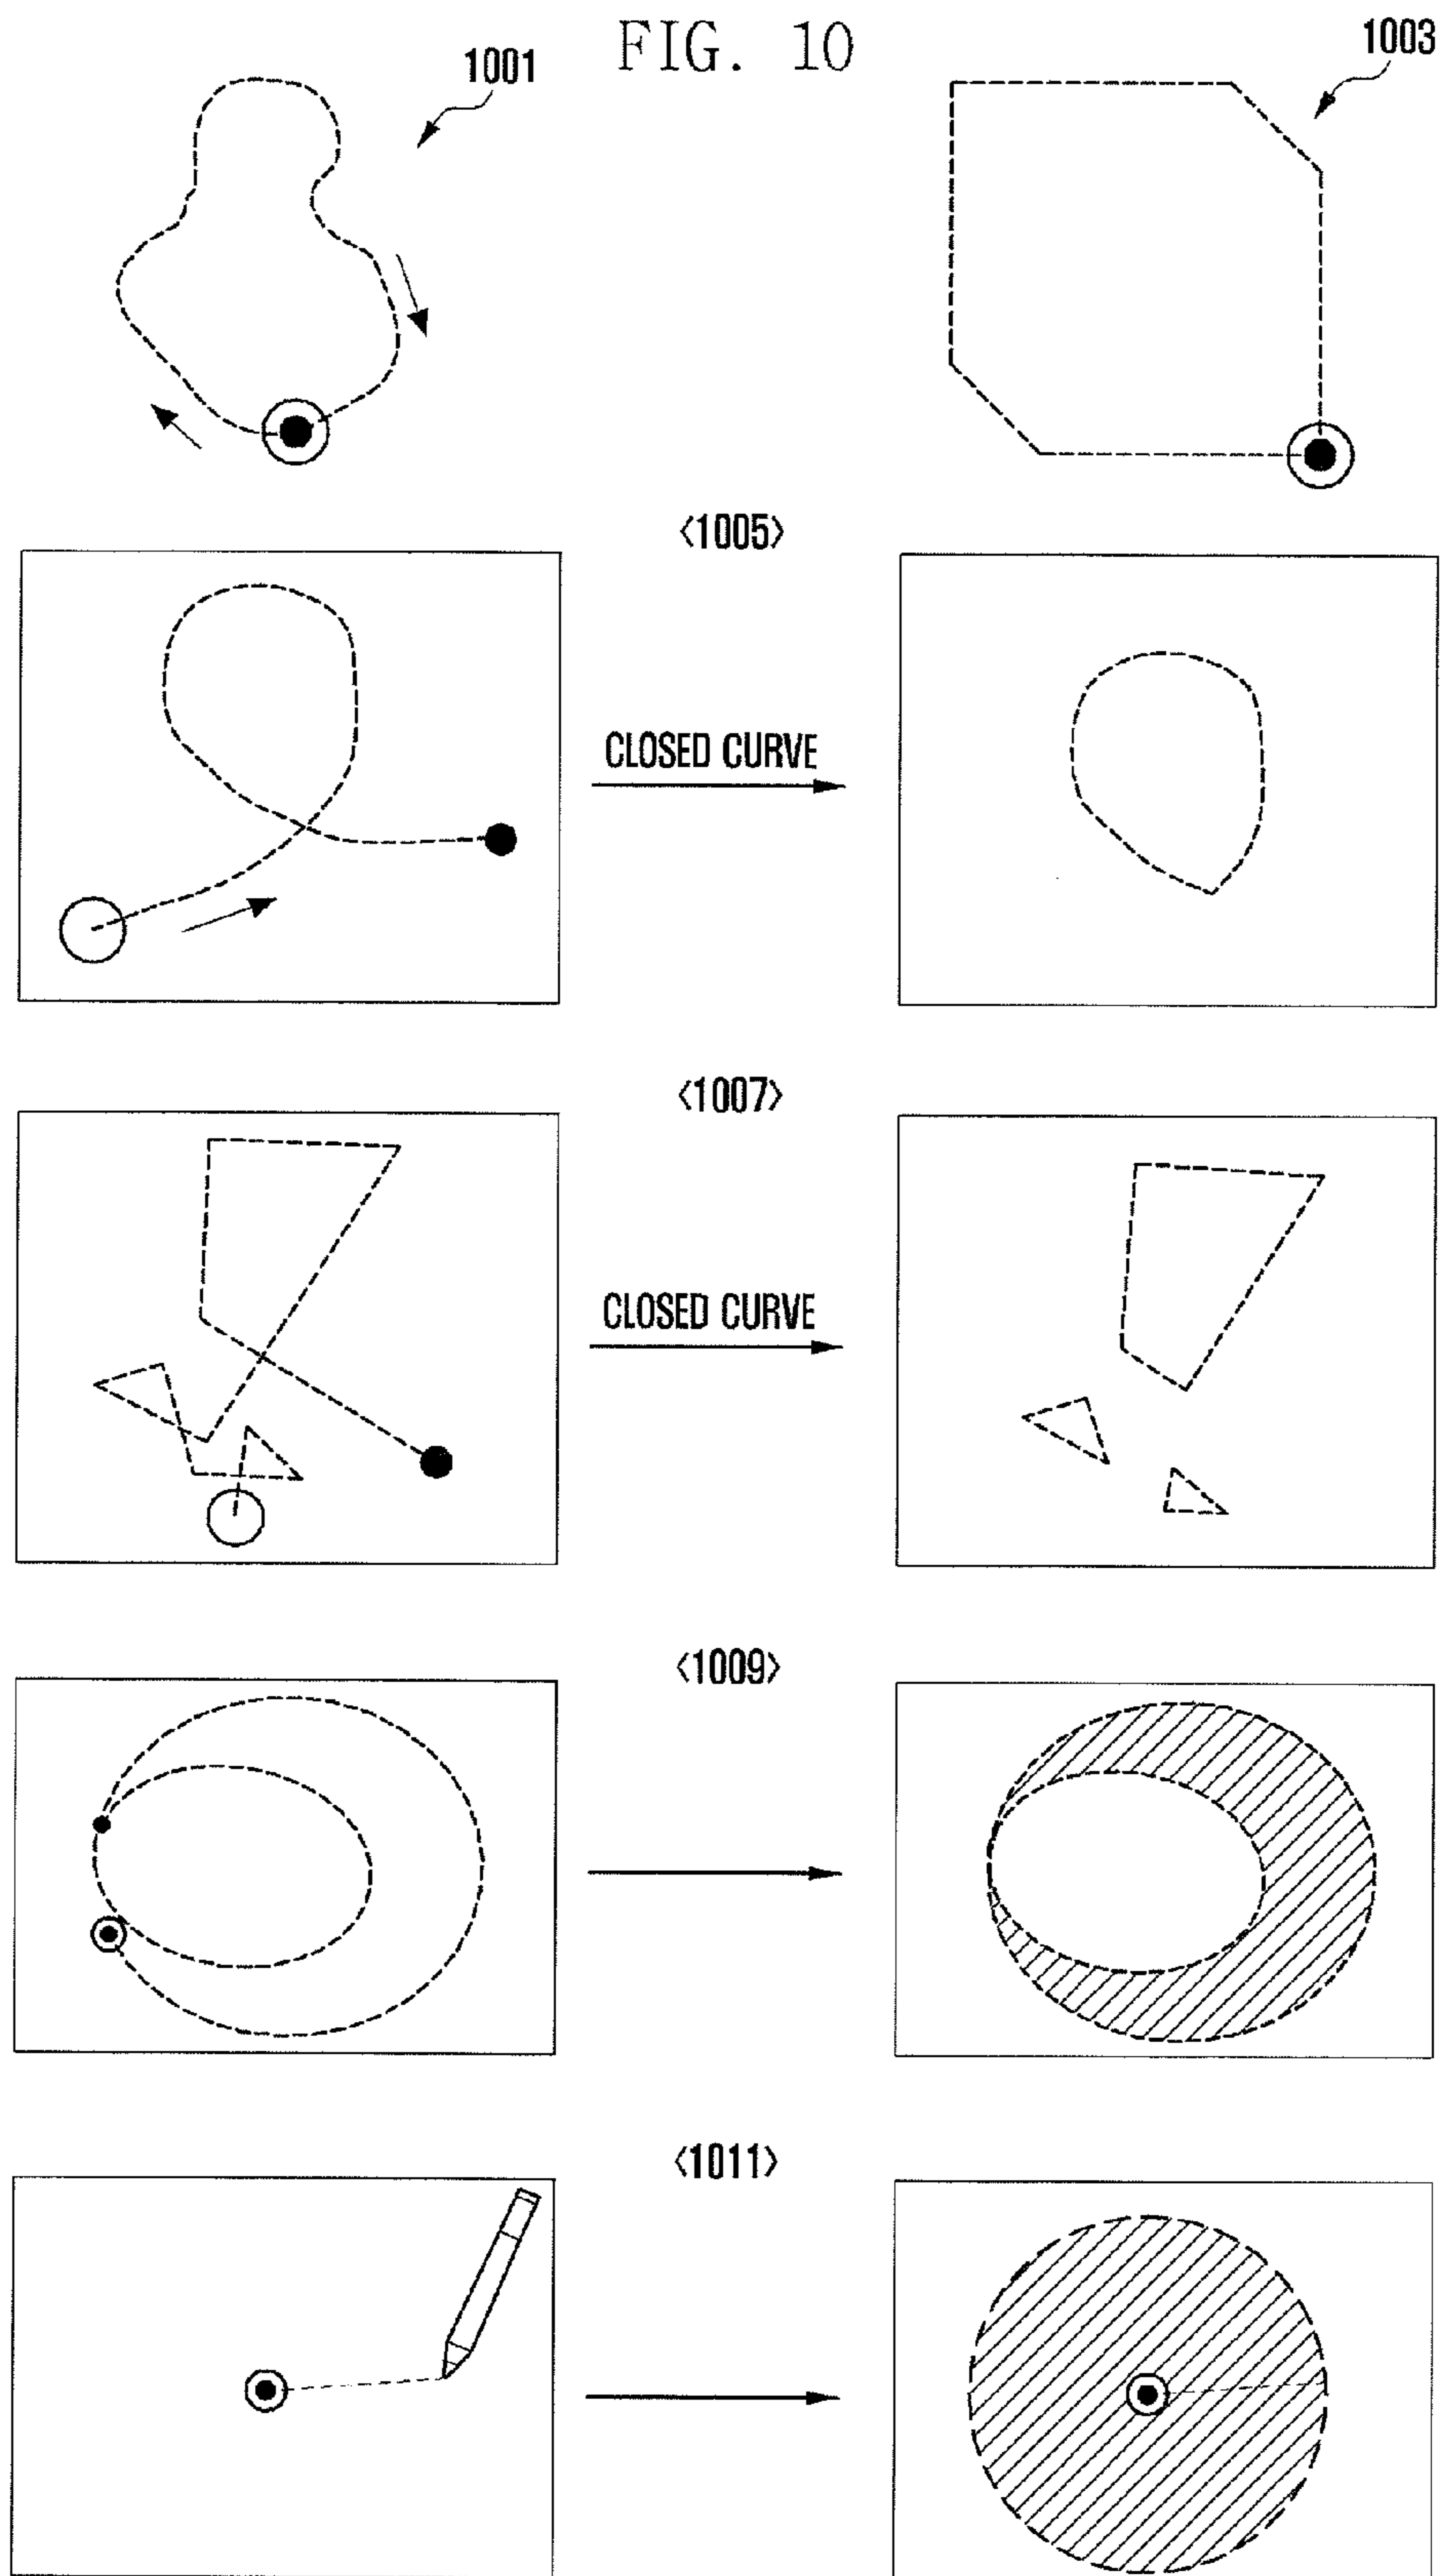 FIG. 10
1001
1003
<1005>
CLOSED CURVE
<1007>
CLOSED CURVE
<1009>
<1011>